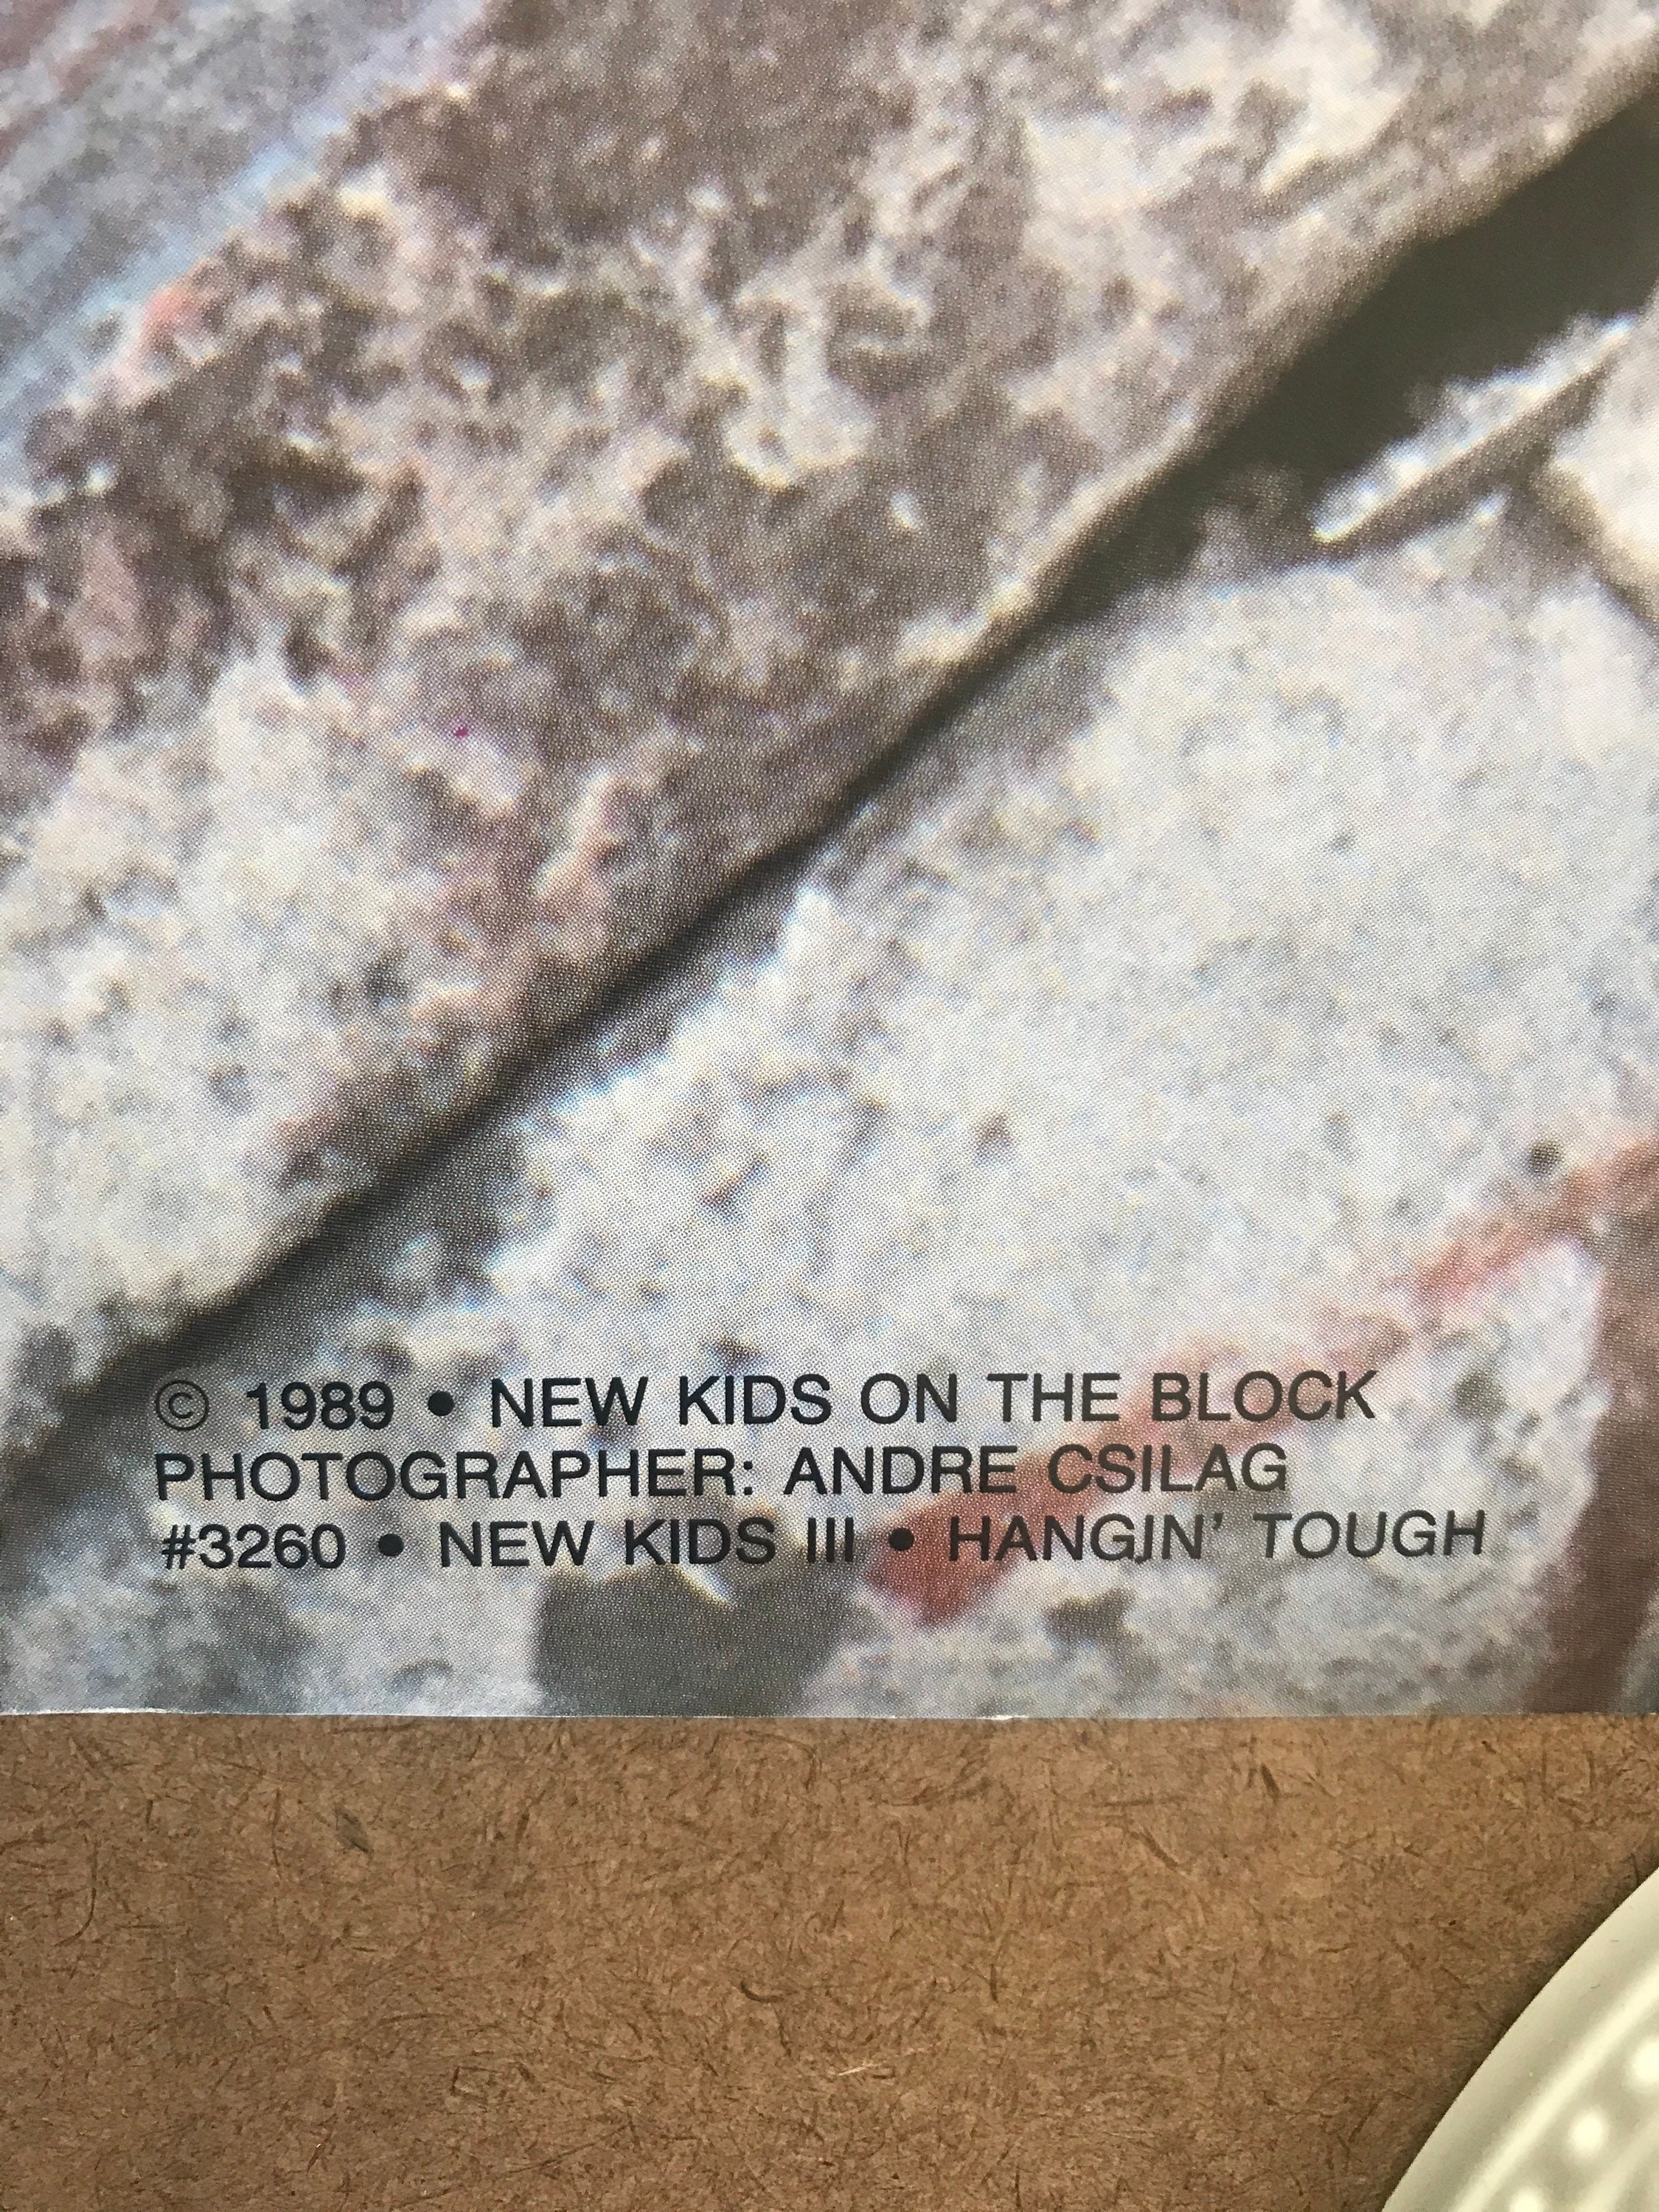 © 1989 • NEW KIDS ON THE BLOCK
PHOTOGRAPHER: ANDRE CSILAG
#3260 • NEW KIDS III • HANGIN' TOUGH